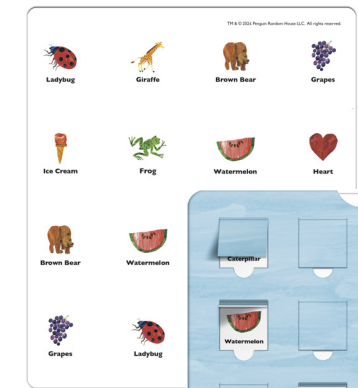 TM & © 2024 Penguin Random House LLC. All rights reserved.
Ladybug
Giraffe
Brown Bear
Grapes
Ice Cream
Frog
Watermelon
Heart
Brown Bear
Watermelon
Caterpillar
Watermelon
Grapes
Ladybug